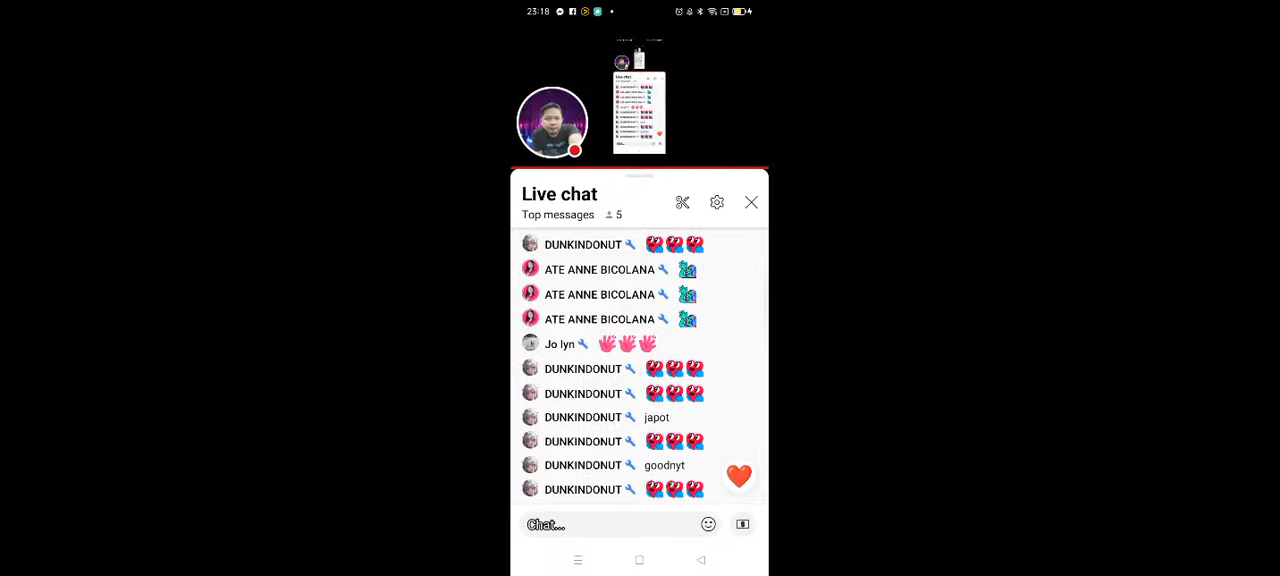 23:18
Live chat
Top messages 5
DUNKINDONUT
ATE ANNE BICOLANA
ATE ANNE BICOLANA
ATE ANNE BICOLANA
Jo lyn
DUNKINDONUT
DUNKINDONUT
DUNKINDONUT japot
DUNKINDONUT
DUNKINDONUT goodnyt
DUNKINDONUT
Chat...